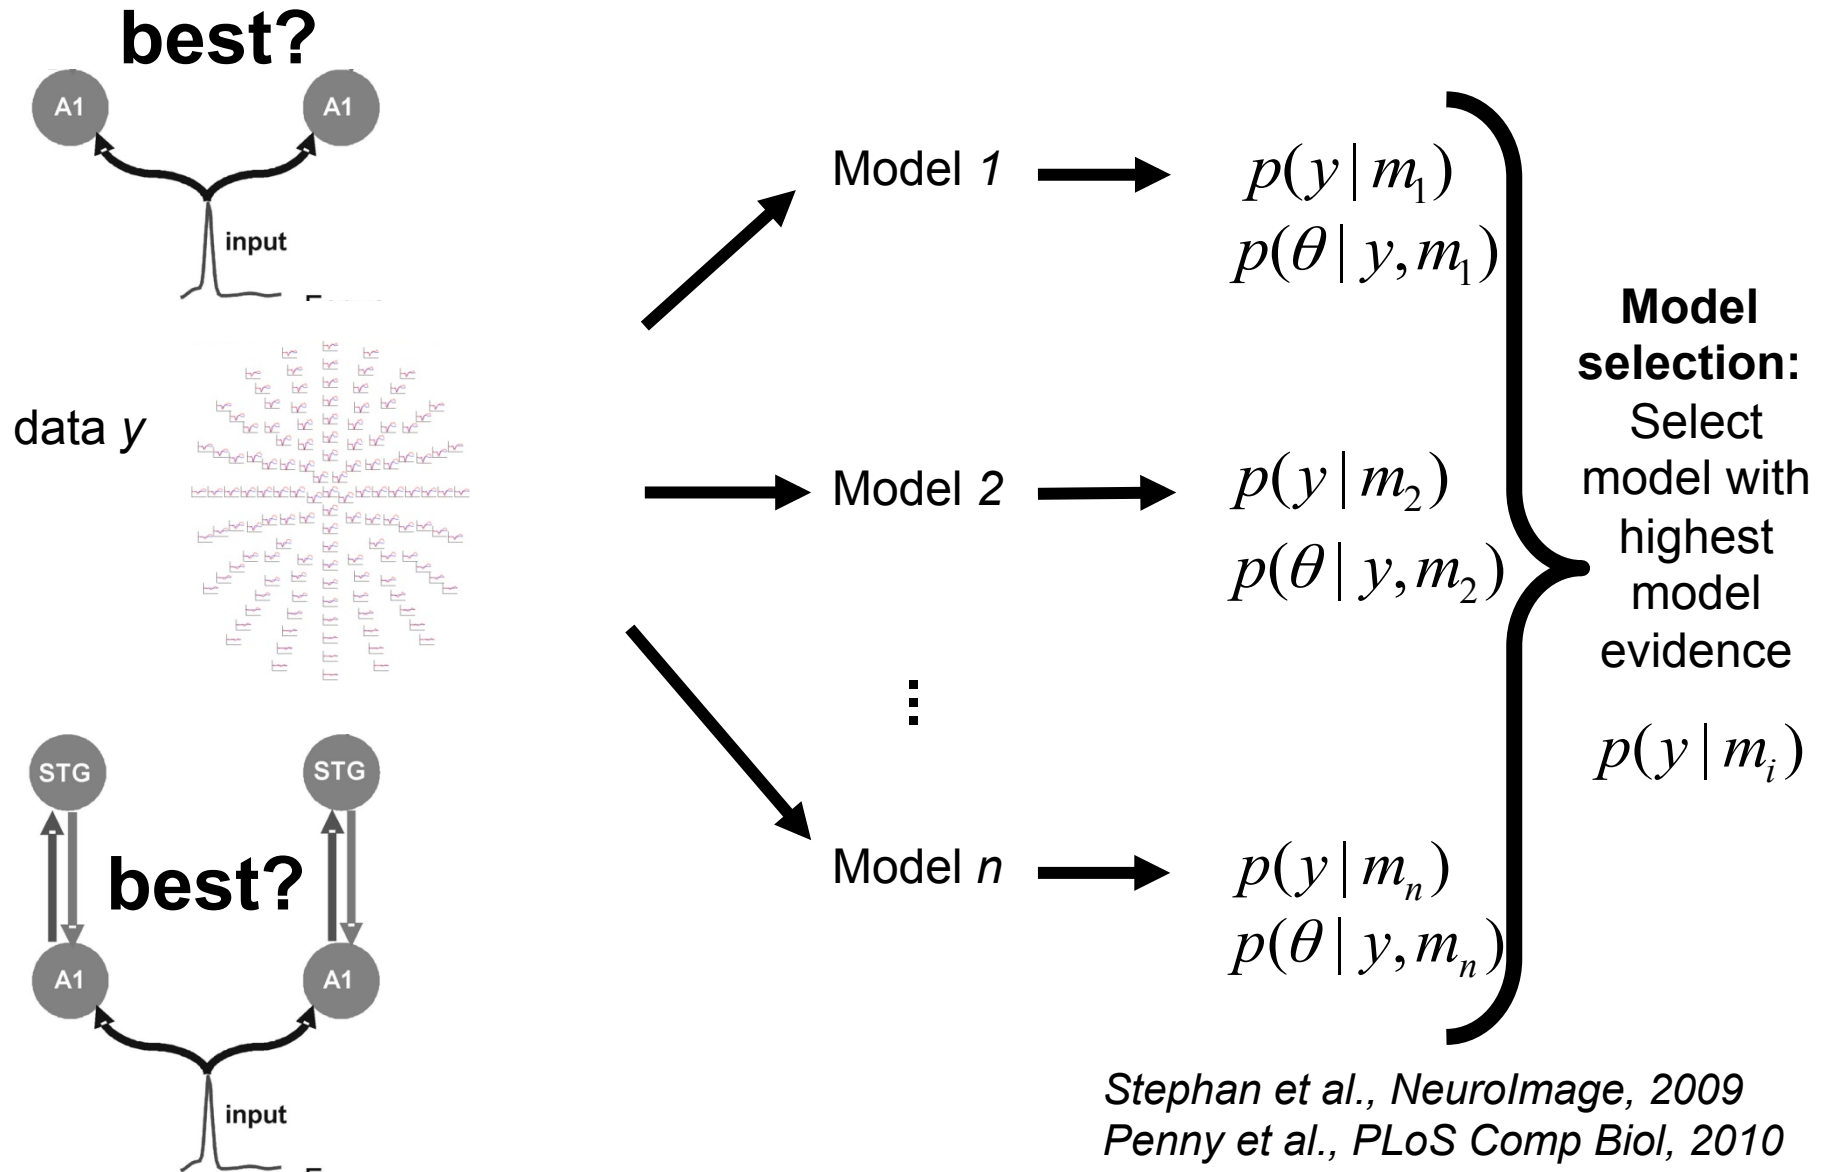 best?
A1 A1
input
data y
STG STG
best?
A1 A1
input
Model 1
p(y | m₁)
p(θ | y, m₁)
Model 2
p(y | m₂)
p(θ | y, m₂)
⋮
Model n
p(y | mₙ)
p(θ | y, mₙ)
Model
selection:
Select
model with
highest
model
evidence
p(y | mᵢ)
Stephan et al., NeuroImage, 2009
Penny et al., PLoS Comp Biol, 2010